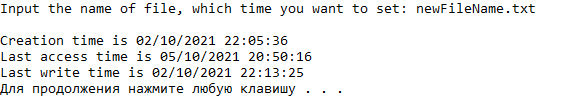 Input the name of file, which time you want to set: newFileName.txt
Creation time is 02/10/2021 22:05:36
Last access time is 05/10/2021 20:50:16
Last write time is 02/10/2021 22:13:25
Для продолжения нажмите любую клавишу . . .